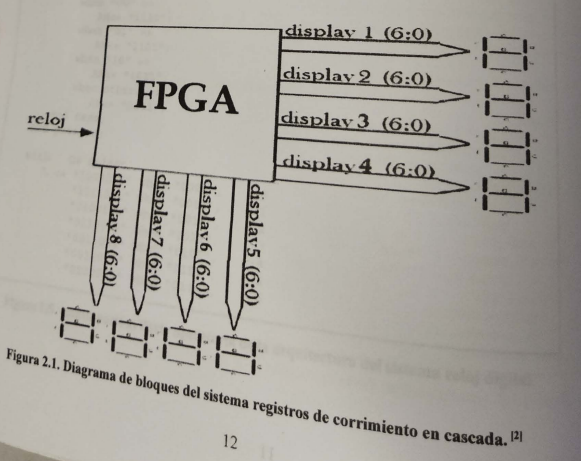 display 1 (6:0)
display 2 (6:0)
FPGA
display 3 (6:0)
reloj
display 4 (6:0)
display 8 (6:0)
display 7 (6:0)
display 6 (6:0)
display 5 (6:0)
Figura 2.1. Diagrama de bloques del sistema registros de corrimiento en cascada. [2]
12